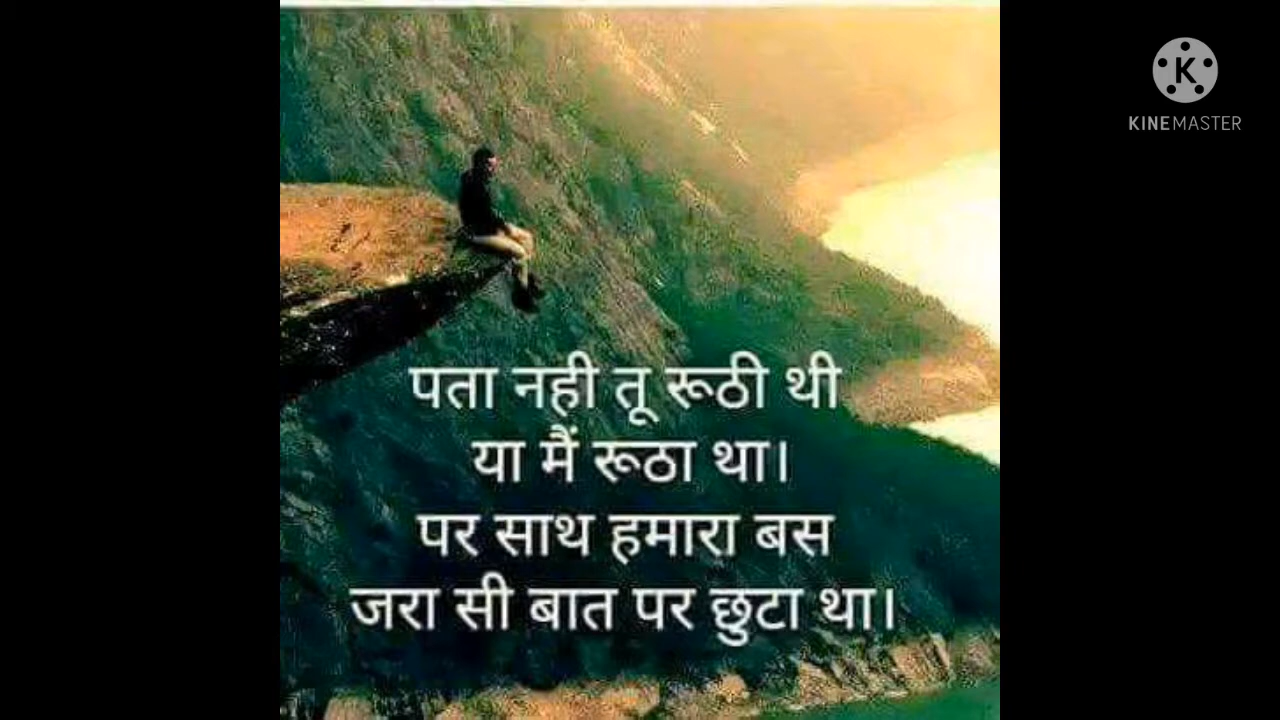 KINEMASTER
पता नही तू रूठी थी
या मैं रूठा था।
पर साथ हमारा बस
जरा सी बात पर छुटा था।